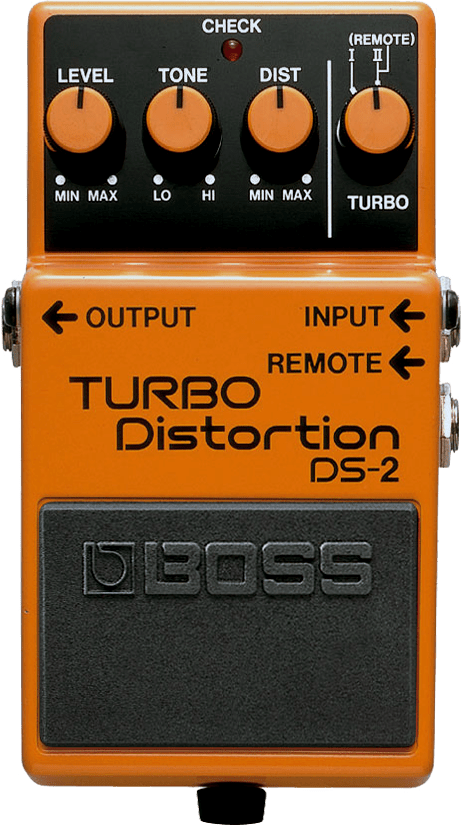 CHECK
(REMOTE)
I II
LEVEL TONE DIST
MIN MAX LO HI MIN MAX
TURBO
OUTPUT INPUT
REMOTE
TURBO
Distortion
DS-2
BOSS